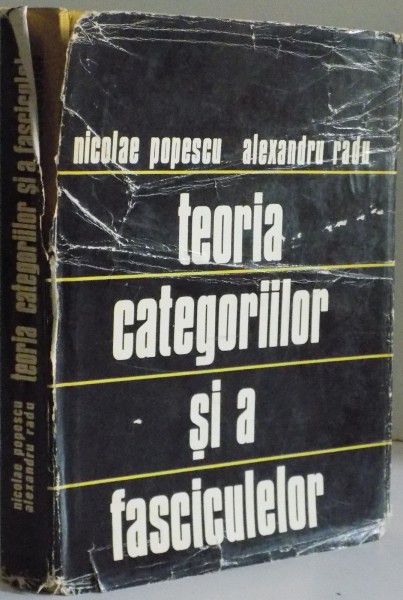 nicolae popescu alexandru radu
teoria
categoriilor
și a
fasciculelor
nicolae popescu
alexandru radu
teoria categoriilor și a fasciculelor